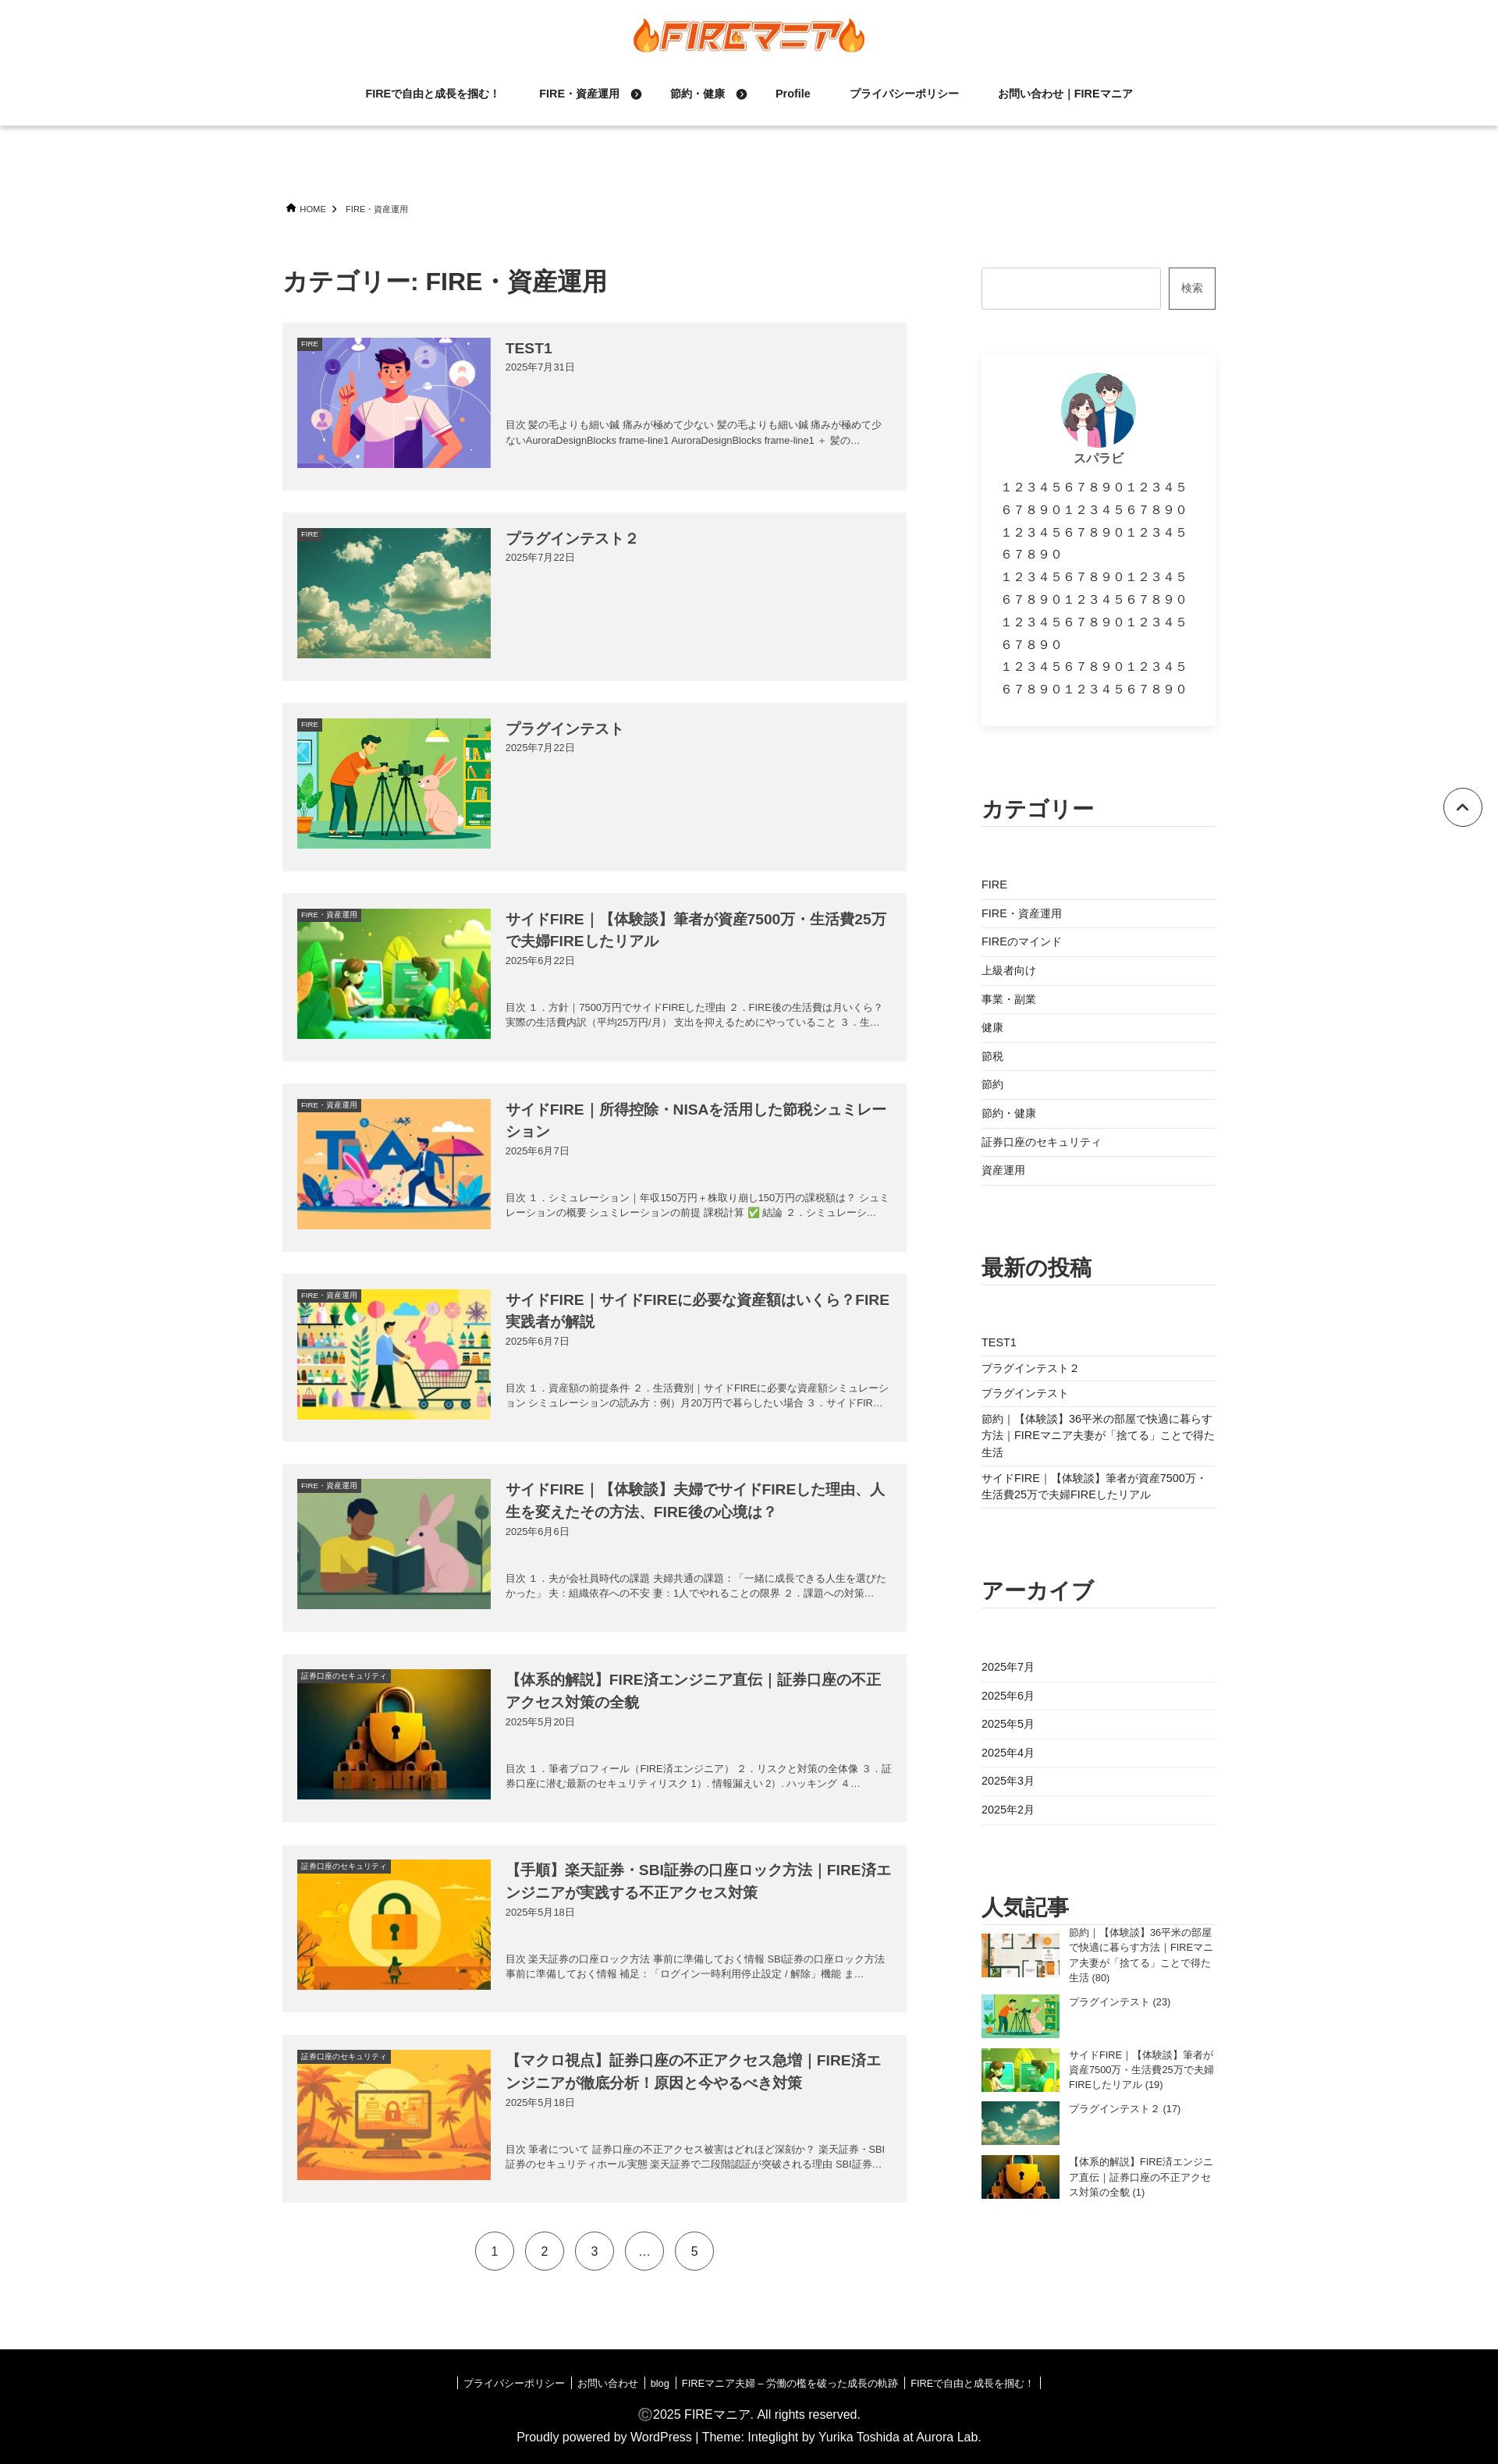 FIREマニア
FIREで自由と成長を掴む！ FIRE・資産運用 節約・健康 Profile プライバシーポリシー お問い合わせ｜FIREマニア
HOME FIRE・資産運用
カテゴリー: FIRE・資産運用
FIRE
TEST1
2025年7月31日
目次 髪の毛よりも細い鍼 痛みが極めて少ない 髪の毛よりも細い鍼 痛みが極めて少
ないAuroraDesignBlocks frame-line1 AuroraDesignBlocks frame-line1 ＋ 髪の…
FIRE
プラグインテスト２
2025年7月22日
FIRE
プラグインテスト
2025年7月22日
FIRE・資産運用
サイドFIRE｜【体験談】筆者が資産7500万・生活費25万
で夫婦FIREしたリアル
2025年6月22日
目次 １．方針｜7500万円でサイドFIREした理由 ２．FIRE後の生活費は月いくら？
実際の生活費内訳（平均25万円/月） 支出を抑えるためにやっていること ３．生…
FIRE・資産運用
サイドFIRE｜所得控除・NISAを活用した節税シュミレー
ション
2025年6月7日
目次 １．シミュレーション｜年収150万円＋株取り崩し150万円の課税額は？ シュミ
レーションの概要 シュミレーションの前提 課税計算 ✅ 結論 ２．シミュレーシ…
FIRE・資産運用
サイドFIRE｜サイドFIREに必要な資産額はいくら？FIRE
実践者が解説
2025年6月7日
目次 １．資産額の前提条件 ２．生活費別｜サイドFIREに必要な資産額シミュレーシ
ョン シミュレーションの読み方：例）月20万円で暮らしたい場合 ３．サイドFIR…
FIRE・資産運用
サイドFIRE｜【体験談】夫婦でサイドFIREした理由、人
生を変えたその方法、FIRE後の心境は？
2025年6月6日
目次 １．夫が会社員時代の課題 夫婦共通の課題：「一緒に成長できる人生を選びた
かった」 夫：組織依存への不安 妻：1人でやれることの限界 ２．課題への対策…
証券口座のセキュリティ
【体系的解説】FIRE済エンジニア直伝｜証券口座の不正
アクセス対策の全貌
2025年5月20日
目次 １．筆者プロフィール（FIRE済エンジニア） ２．リスクと対策の全体像 ３．証
券口座に潜む最新のセキュリティリスク 1）. 情報漏えい 2）. ハッキング ４…
証券口座のセキュリティ
【手順】楽天証券・SBI証券の口座ロック方法｜FIRE済エ
ンジニアが実践する不正アクセス対策
2025年5月18日
目次 楽天証券の口座ロック方法 事前に準備しておく情報 SBI証券の口座ロック方法
事前に準備しておく情報 補足：「ログイン一時利用停止設定 / 解除」機能 ま…
証券口座のセキュリティ
【マクロ視点】証券口座の不正アクセス急増｜FIRE済エ
ンジニアが徹底分析！原因と今やるべき対策
2025年5月18日
目次 筆者について 証券口座の不正アクセス被害はどれほど深刻か？ 楽天証券・SBI
証券のセキュリティホール実態 楽天証券で二段階認証が突破される理由 SBI証券…
1 2 3 … 5
検索
スパラビ
１２３４５６７８９０１２３４５
６７８９０１２３４５６７８９０
１２３４５６７８９０１２３４５
６７８９０
１２３４５６７８９０１２３４５
６７８９０１２３４５６７８９０
１２３４５６７８９０１２３４５
６７８９０
１２３４５６７８９０１２３４５
６７８９０１２３４５６７８９０
カテゴリー
FIRE
FIRE・資産運用
FIREのマインド
上級者向け
事業・副業
健康
節税
節約
節約・健康
証券口座のセキュリティ
資産運用
最新の投稿
TEST1
プラグインテスト２
プラグインテスト
節約｜【体験談】36平米の部屋で快適に暮らす
方法｜FIREマニア夫妻が「捨てる」ことで得た
生活
サイドFIRE｜【体験談】筆者が資産7500万・
生活費25万で夫婦FIREしたリアル
アーカイブ
2025年7月
2025年6月
2025年5月
2025年4月
2025年3月
2025年2月
人気記事
節約｜【体験談】36平米の部屋
で快適に暮らす方法｜FIREマニ
ア夫妻が「捨てる」ことで得た
生活 (80)
プラグインテスト (23)
サイドFIRE｜【体験談】筆者が
資産7500万・生活費25万で夫婦
FIREしたリアル (19)
プラグインテスト２ (17)
【体系的解説】FIRE済エンジニ
ア直伝｜証券口座の不正アクセ
ス対策の全貌 (1)
プライバシーポリシー お問い合わせ blog FIREマニア夫婦 – 労働の檻を破った成長の軌跡 FIREで自由と成長を掴む！
Ⓒ2025 FIREマニア. All rights reserved.
Proudly powered by WordPress | Theme: Integlight by Yurika Toshida at Aurora Lab.